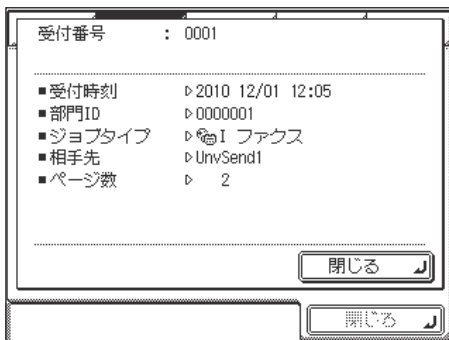 受付番号 : 0001
■受付時刻 ▷2010 12/01 12:05
■部門ID ▷0000001
■ジョブタイプ ▷I ファクス
■相手先 ▷UnvSend1
■ページ数 ▷ 2
閉じる
閉じる